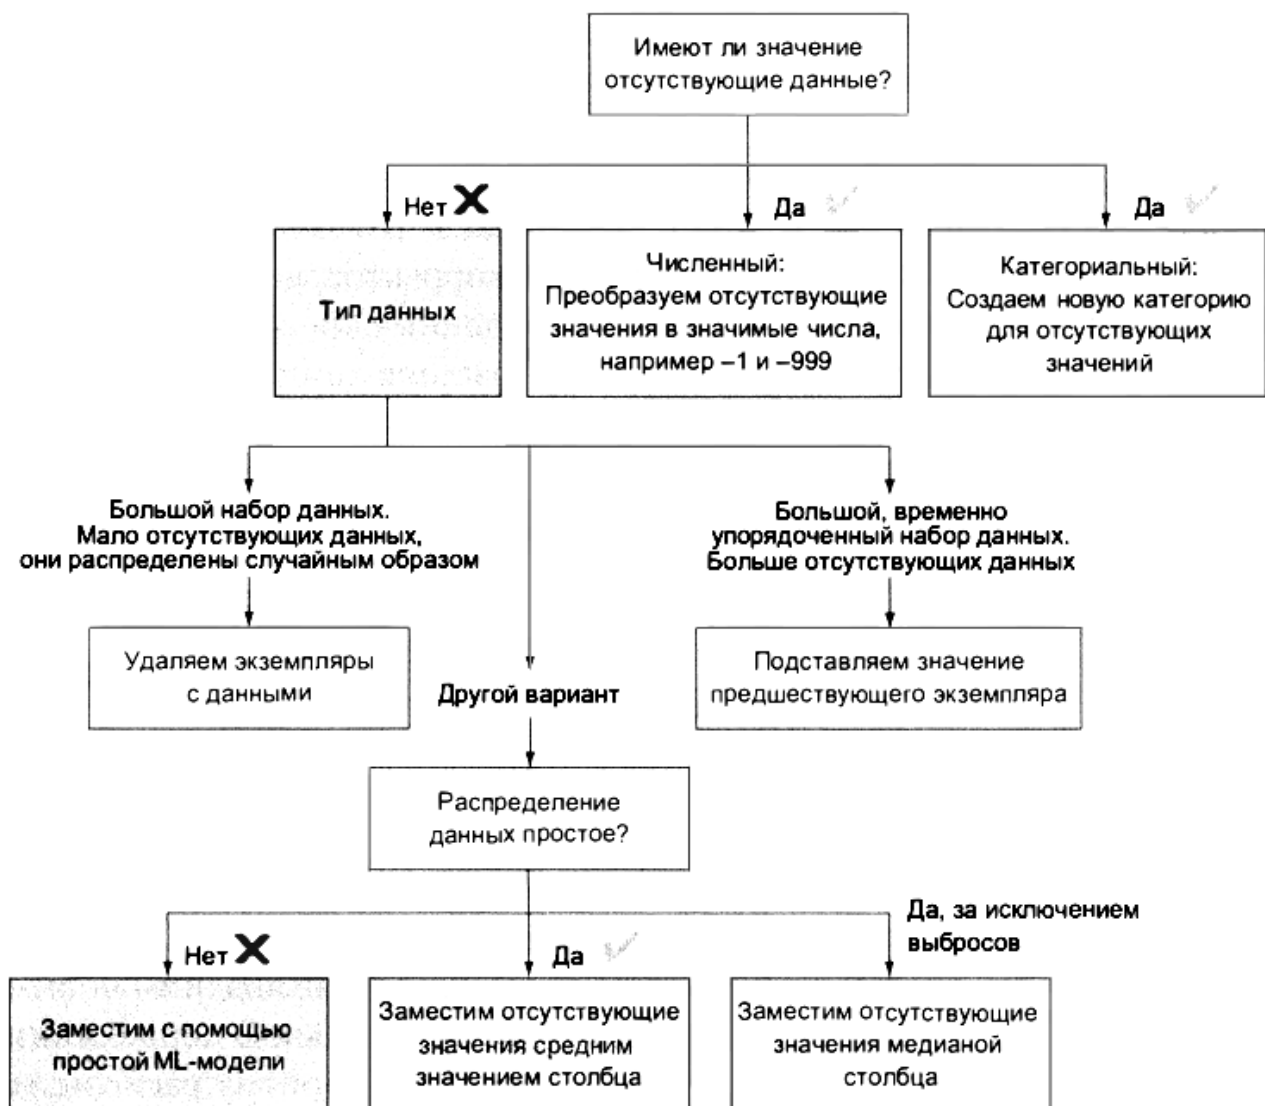 Имеют ли значение
отсутствующие данные?
Нет
Да
Да
Тип данных
Численный:
Преобразуем отсутствующие
значения в значимые числа,
например –1 и –999
Категориальный:
Создаем новую категорию
для отсутствующих
значений
Большой набор данных.
Мало отсутствующих данных,
они распределены случайным образом
Большой, временно
упорядоченный набор данных.
Больше отсутствующих данных
Удаляем экземпляры
с данными
Другой вариант
Подставляем значение
предшествующего экземпляра
Распределение
данных простое?
Нет
Да
Да, за исключением
выбросов
Заместим с помощью
простой ML-модели
Заместим отсутствующие
значения средним
значением столбца
Заместим отсутствующие
значения медианой
столбца